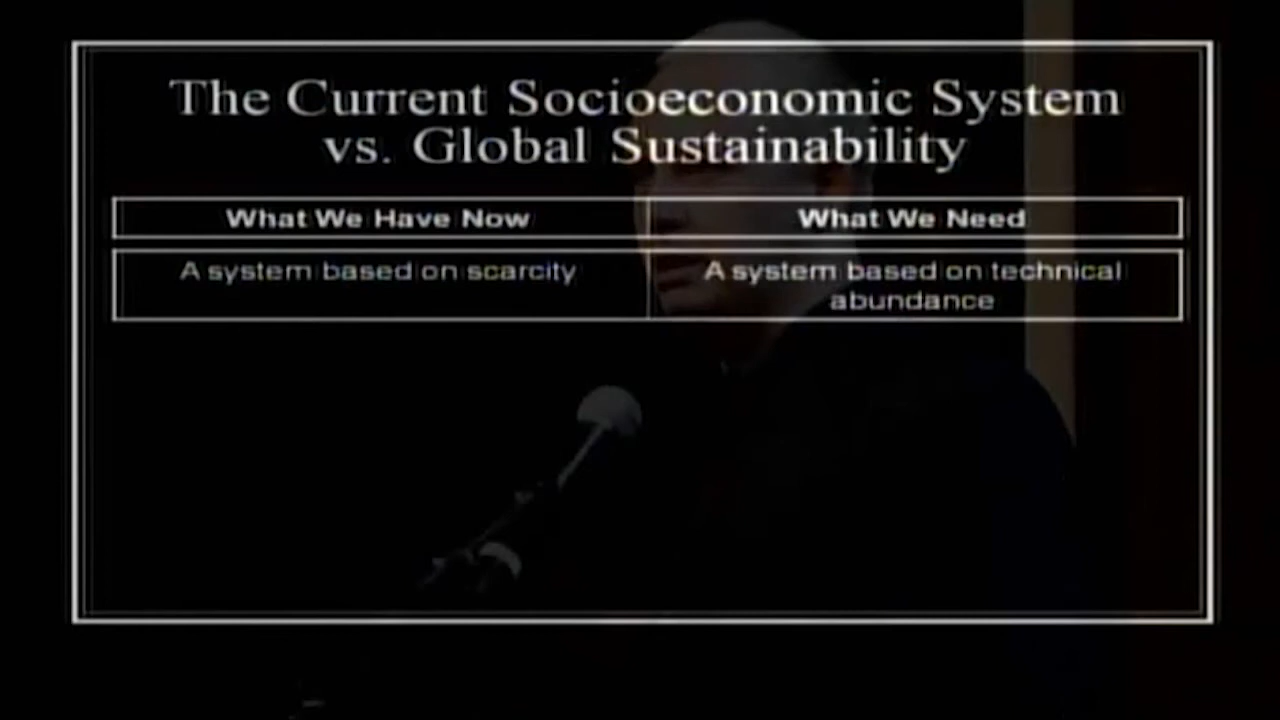 The Current Socioeconomic System
vs. Global Sustainability
What We Have Now
What We Need
A system based on scarcity
A system based on technical
abundance